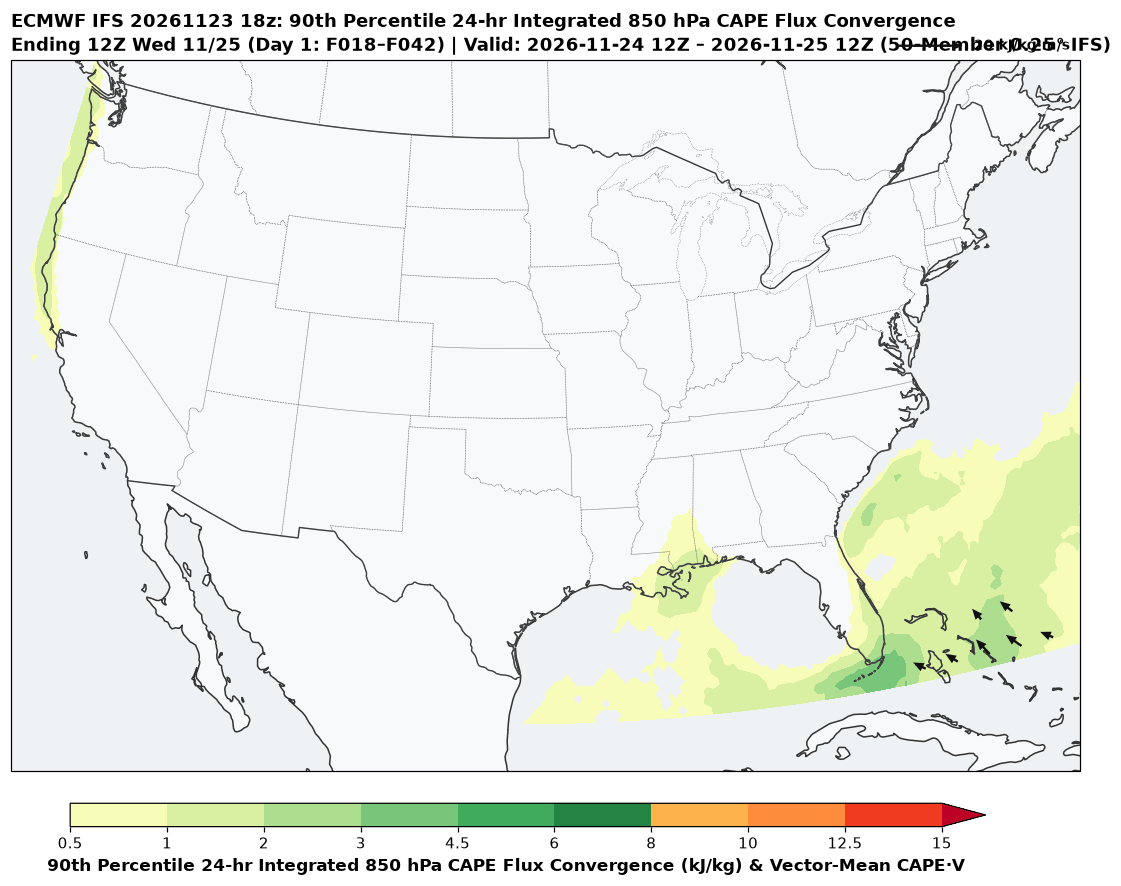 ECMWF IFS 20261123 18z: 90th Percentile 24-hr Integrated 850 hPa CAPE Flux Convergence
Ending 12Z Wed 11/25 (Day 1: F018–F042) | Valid: 2026-11-24 12Z – 2026-11-25 12Z (50-Member 0.25° IFS)
0.5 1 2 3 4.5 6 8 10 12.5 15
90th Percentile 24-hr Integrated 850 hPa CAPE Flux Convergence (kJ/kg) & Vector-Mean CAPE·V